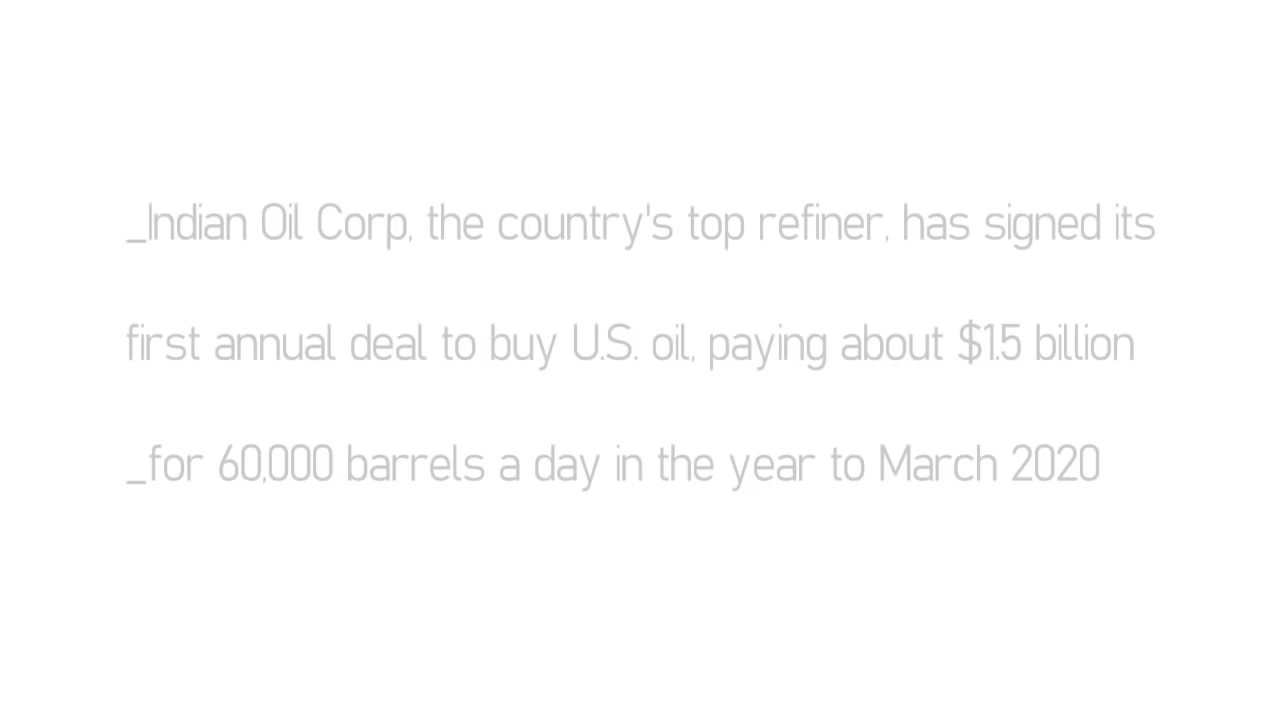 _Indian Oil Corp, the country's top refiner, has signed its
first annual deal to buy U.S. oil, paying about $1.5 billion
_for 60,000 barrels a day in the year to March 2020